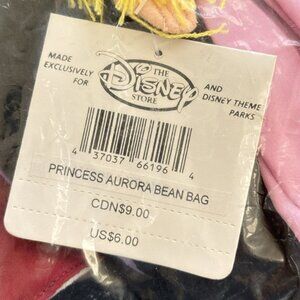 MADE
EXCLUSIVELY
FOR
THE
DISNEY
STORE
AND
DISNEY THEME
PARKS
4 37037 66196 4
PRINCESS AURORA BEAN BAG
CDN$9.00
US$6.00